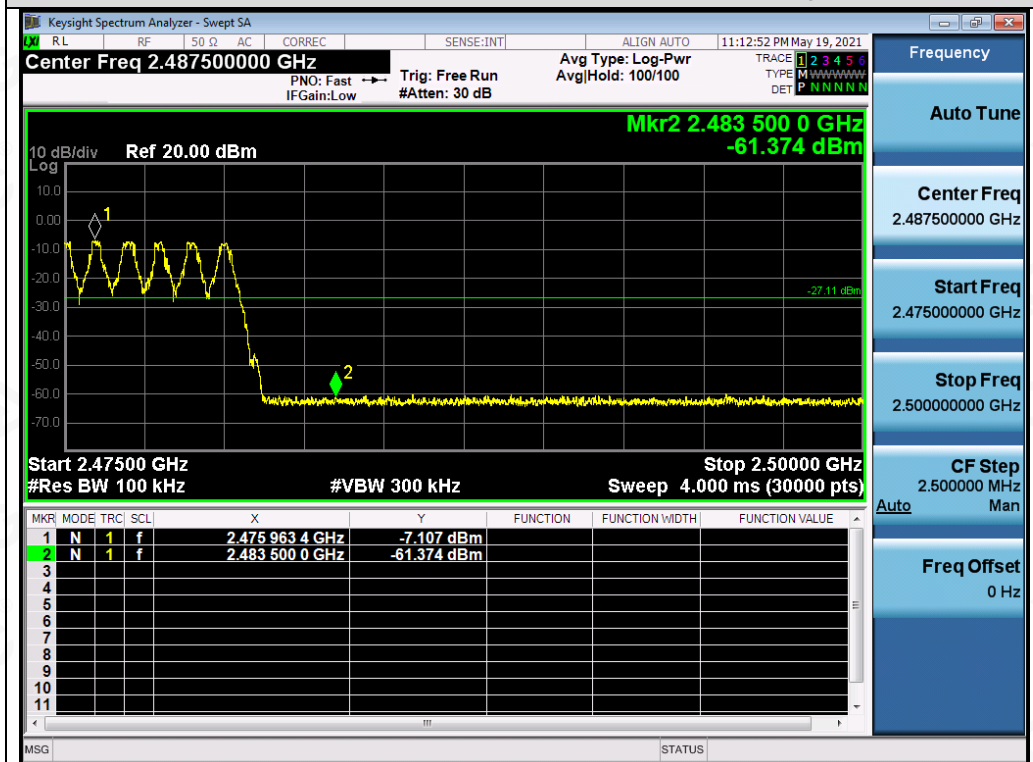 Keysight Spectrum Analyzer - Swept SA
LXI RL RF 50 Ω AC CORREC SENSE:INT ALIGN AUTO 11:12:52 PM May 19, 2021
Center Freq 2.487500000 GHz
PNO: Fast
IFGain:Low
Trig: Free Run
#Atten: 30 dB
Avg Type: Log-Pwr
Avg|Hold: 100/100
TRACE 1 2 3 4 5 6
TYPE M W W W W W
DET P N N N N N
Mkr2 2.483 500 0 GHz
-61.374 dBm
10 dB/div Ref 20.00 dBm
Log
10.0
0.00
-10.0
-20.0
-30.0
-40.0
-50.0
-60.0
-70.0
1
2
-27.11 dBm
Start 2.47500 GHz Stop 2.50000 GHz
#Res BW 100 kHz #VBW 300 kHz Sweep 4.000 ms (30000 pts)
MKR MODE TRC SCL X Y FUNCTION FUNCTION WIDTH FUNCTION VALUE
1 N 1 f 2.475 963 4 GHz -7.107 dBm
2 N 1 f 2.483 500 0 GHz -61.374 dBm
3
4
5
6
7
8
9
10
11
MSG STATUS
Frequency
Auto Tune
Center Freq
2.487500000 GHz
Start Freq
2.475000000 GHz
Stop Freq
2.500000000 GHz
CF Step
2.500000 MHz
Auto Man
Freq Offset
0 Hz